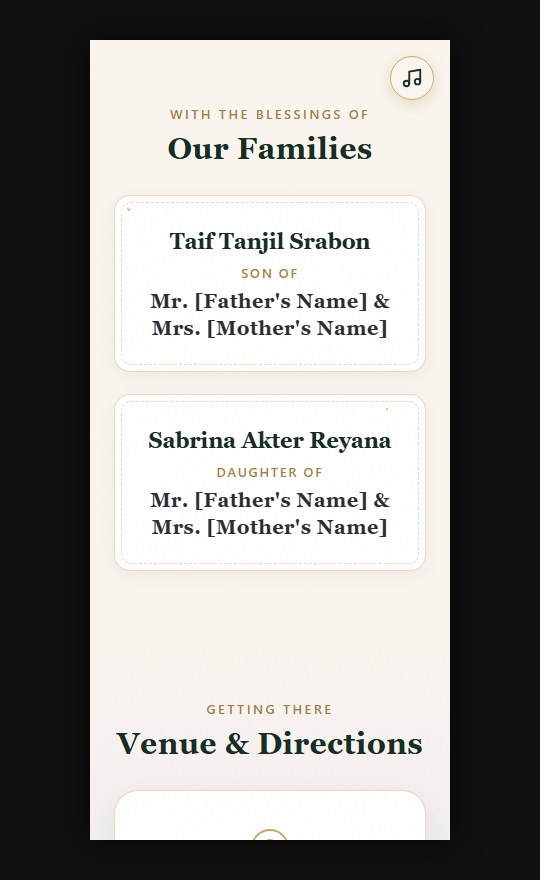 WITH THE BLESSINGS OF
Our Families
Taif Tanjil Srabon
SON OF
Mr. [Father's Name] &
Mrs. [Mother's Name]
Sabrina Akter Reyana
DAUGHTER OF
Mr. [Father's Name] &
Mrs. [Mother's Name]
GETTING THERE
Venue & Directions